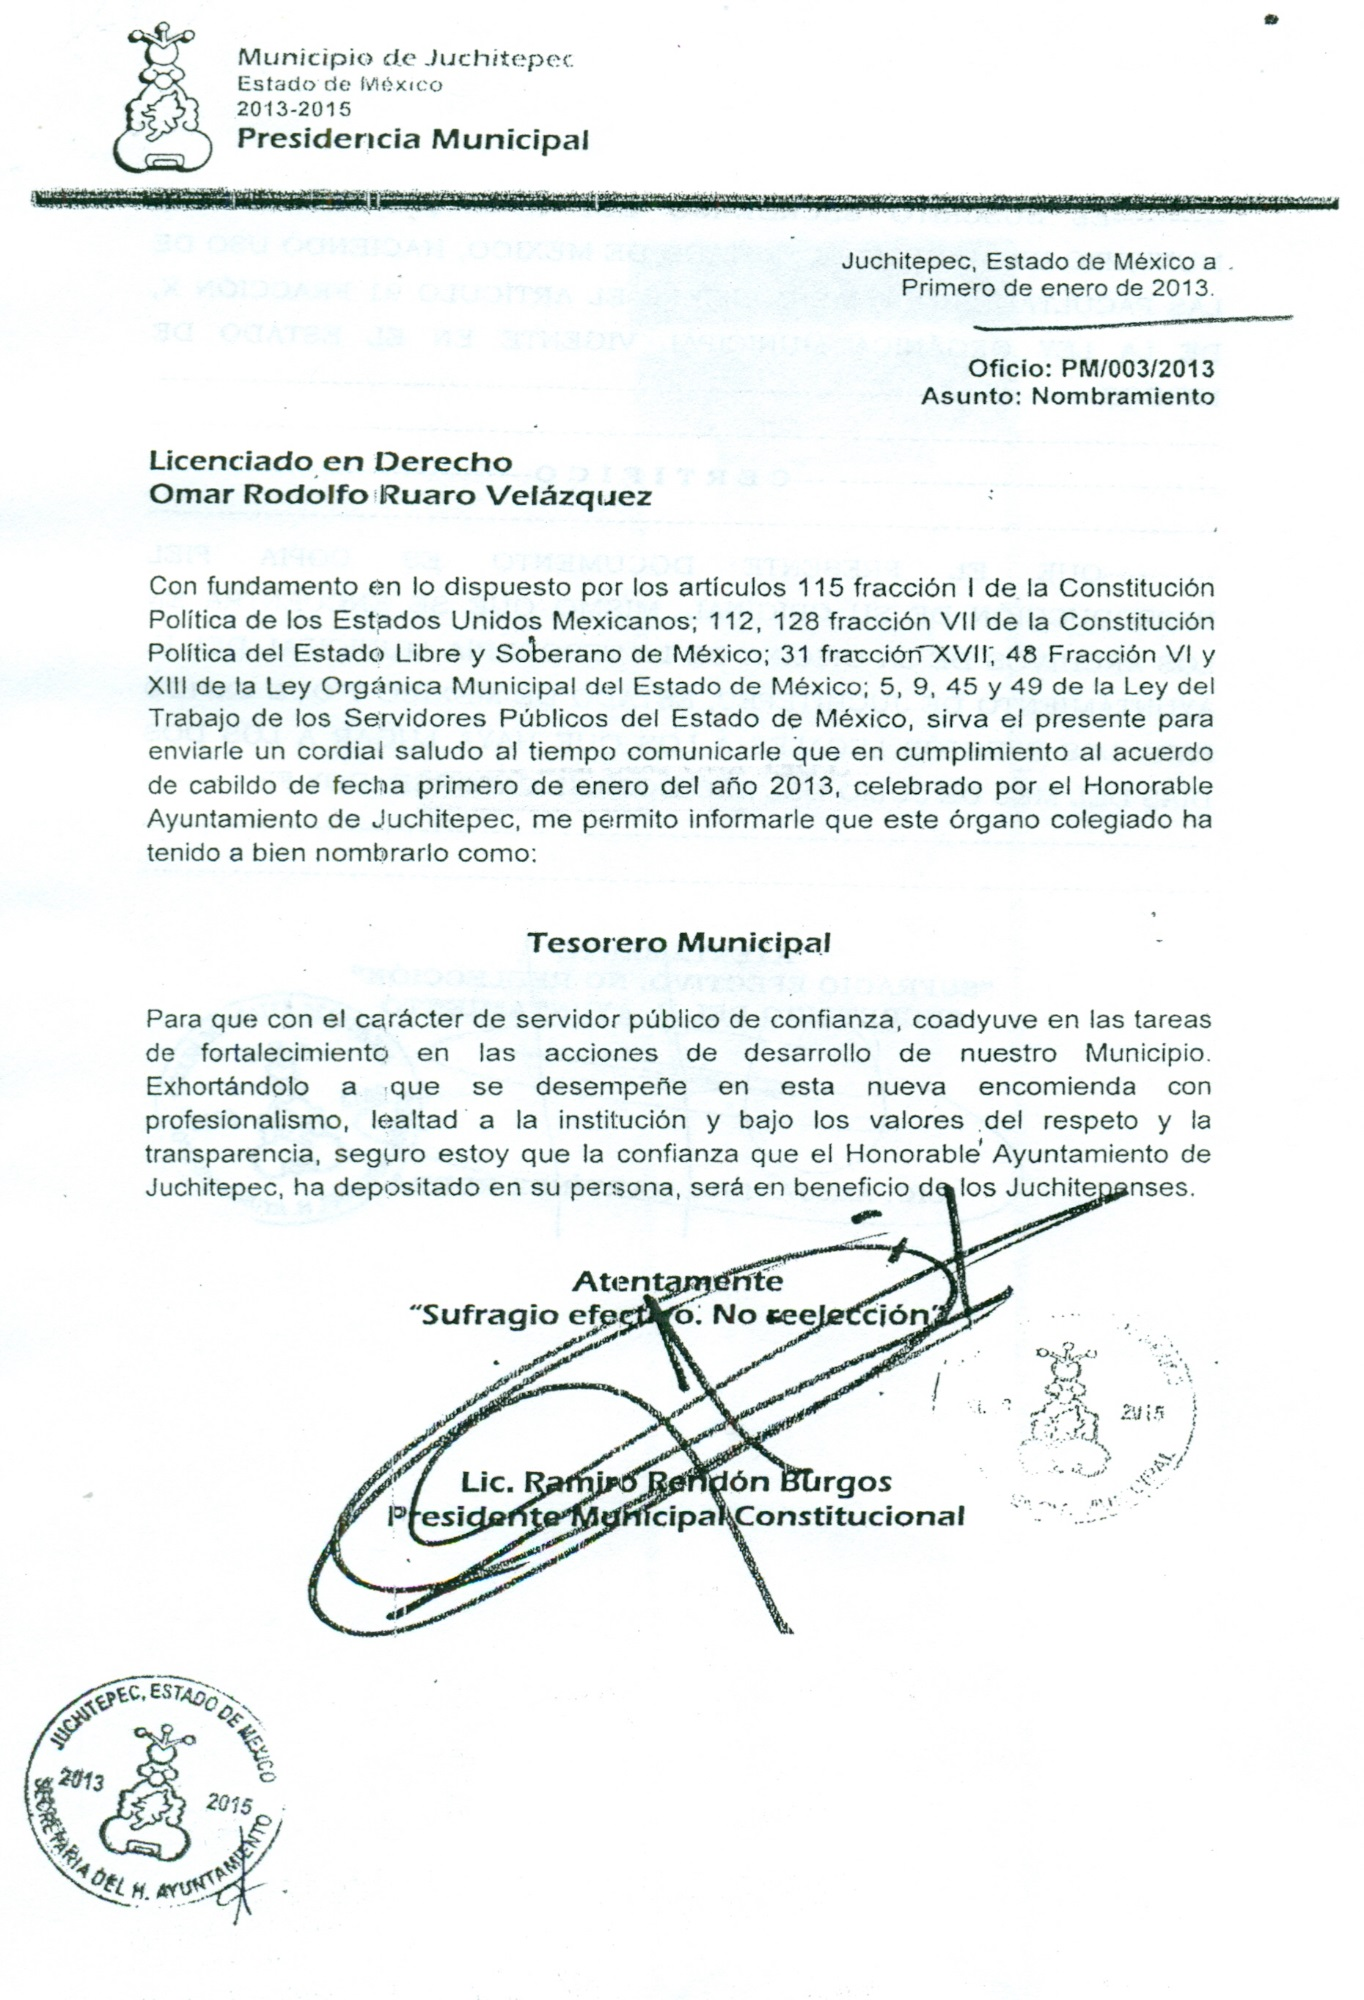 Municipio de Juchitepec
Estado de México
2013-2015
Presidencia Municipal
Juchitepec, Estado de México a
Primero de enero de 2013.
Oficio: PM/003/2013
Asunto: Nombramiento
Licenciado en Derecho
Omar Rodolfo Ruaro Velázquez
Con fundamento en lo dispuesto por los artículos 115 fracción I de la Constitución
Política de los Estados Unidos Mexicanos; 112, 128 fracción VII de la Constitución
Política del Estado Libre y Soberano de México; 31 fracción XVII, 48 Fracción VI y
XIII de la Ley Orgánica Municipal del Estado de México; 5, 9, 45 y 49 de la Ley del
Trabajo de los Servidores Públicos del Estado de México, sirva el presente para
enviarle un cordial saludo al tiempo comunicarle que en cumplimiento al acuerdo
de cabildo de fecha primero de enero del año 2013, celebrado por el Honorable
Ayuntamiento de Juchitepec, me permito informarle que este órgano colegiado ha
tenido a bien nombrarlo como:
Tesorero Municipal
Para que con el carácter de servidor público de confianza, coadyuve en las tareas
de fortalecimiento en las acciones de desarrollo de nuestro Municipio.
Exhortándolo a que se desempeñe en esta nueva encomienda con
profesionalismo, lealtad a la institución y bajo los valores del respeto y la
transparencia, seguro estoy que la confianza que el Honorable Ayuntamiento de
Juchitepec, ha depositado en su persona, será en beneficio de los Juchitepenses.
Atentamente
“Sufragio efectivo. No reelección”
2015
Lic. Ramiro Rendón Burgos
Presidente Municipal Constitucional
JUCHITEPEC, ESTADO DE MEXICO
2013
2015
SECRETARIA DEL H. AYUNTAMIENTO